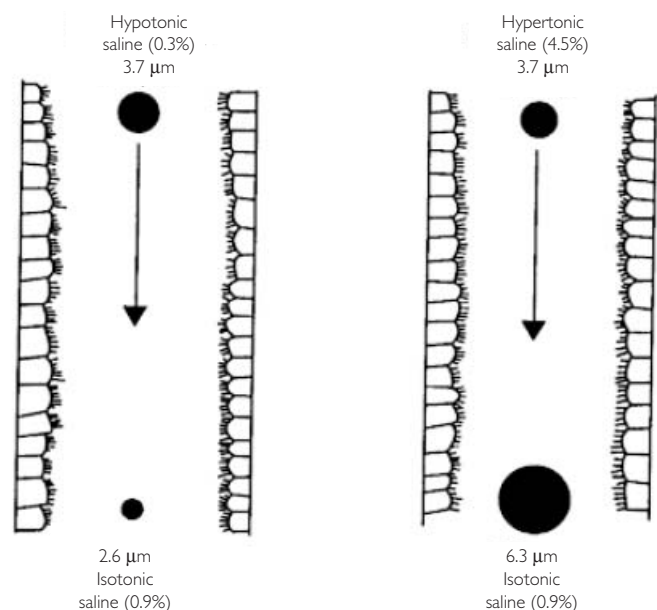 Hypotonic
saline (0.3%)
3.7 μm
Hypertonic
saline (4.5%)
3.7 μm
2.6 μm
Isotonic
saline (0.9%)
6.3 μm
Isotonic
saline (0.9%)